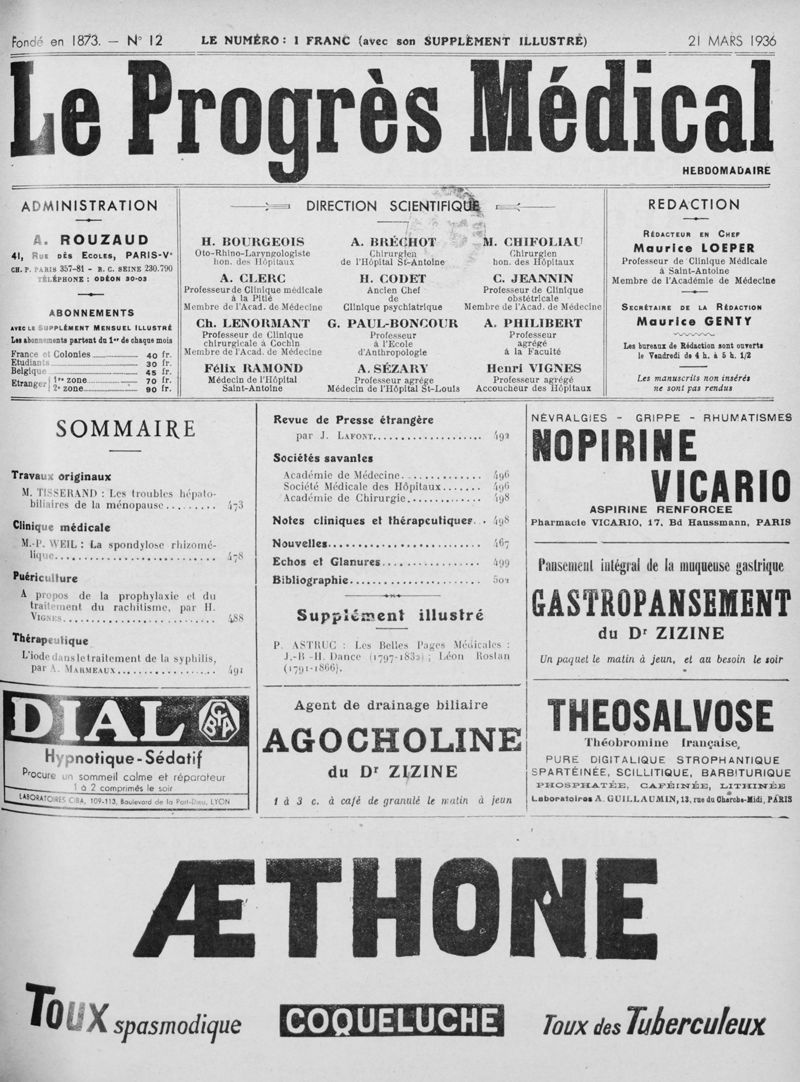 Fondé en 1873. — N° 12
LE NUMÉRO: 1 FRANC (avec son SUPPLÉMENT ILLUSTRÉ)
21 MARS 1936
Le Progrès Médical
HEBDOMADAIRE
ADMINISTRATION
A. ROUZAUD
41, RUE DES ECOLES, PARIS-Vᵉ
CH. P. PARIS 357-81 - R. C. SEINE 230.790
TÉLÉPHONE : ODÉON 30-03
ABONNEMENTS
AVEC LE SUPPLÉMENT MENSUEL ILLUSTRÉ
Les abonnements partent du 1ᵉʳ de chaque mois
France et Colonies 40 fr.
Etudiants 30 fr.
Belgique 45 fr.
Etranger 1ʳᵉ zone 70 fr.
2ᵉ zone 90 fr.
DIRECTION SCIENTIFIQUE
H. BOURGEOIS
Oto-Rhino-Laryngologiste
hon. des Hôpitaux
A. BRÉCHOT
Chirurgien
de l'Hôpital St-Antoine
M. CHIFOLIAU
Chirurgien
hon. des Hôpitaux
A. CLERC
Professeur de Clinique médicale
à la Pitié
Membre de l'Acad. de Médecine
H. CODET
Ancien Chef
de
Clinique psychiatrique
C. JEANNIN
Professeur de Clinique
obstétricale
Membre de l'Acad. de Médecine
Ch. LENORMANT
Professeur de Clinique
chirurgicale à Cochin
Membre de l'Acad. de Médecine
G. PAUL-BONCOUR
Professeur
à l'Ecole
d'Anthropologie
A. PHILIBERT
Professeur
agrégé
à la Faculté
Félix RAMOND
Médecin de l'Hôpital
Saint-Antoine
A. SÉZARY
Professeur agrégé
Médecin de l'Hôpital St-Louis
Henri VIGNES
Professeur agrégé
Accoucheur des Hôpitaux
REDACTION
RÉDACTEUR EN CHEF
Maurice LOEPER
Professeur de Clinique Médicale
à Saint-Antoine
Membre de l'Académie de Médecine
SECRÉTAIRE DE LA RÉDACTION
Maurice GENTY
Les bureaux de Rédaction sont ouverts
le Vendredi de 4 h. à 5 h. 1/2
Les manuscrits non insérés
ne sont pas rendus
SOMMAIRE
Travaux originaux
M. TISSERAND : Les troubles hépato-
biliaires de la ménopause......... 473
Clinique médicale
M.-P. WEIL : La spondylose rhizomé-
lique......... 478
Puériculture
A propos de la prophylaxie et du
traitement du rachitisme, par H.
VIGNES......... 488
Thérapeutique
L'iode dans le traitement de la syphilis,
par A. MARMEAUX......... 491
Revue de Presse étrangère
par J. LAFONT......... 492
Sociétés savantes
Académie de Médecine......... 496
Société Médicale des Hôpitaux....... 496
Académie de Chirurgie......... 498
Notes cliniques et thérapeutiques.. 498
Nouvelles......... 467
Echos et Glanures......... 499
Bibliographie......... 502
Supplément illustré
P. ASTRUC : Les Belles Pages Médicales :
J.-B -H. Dance (1797-1832) ; Léon Rostan
(1791-1866).
NÉVRALGIES - GRIPPE - RHUMATISMES
NOPIRINE
VICARIO
ASPIRINE RENFORCEE
Pharmacie VICARIO, 17, Bd Haussmann, PARIS
Pansement intégral de la muqueuse gastrique
GASTROPANSEMENT
du Dʳ ZIZINE
Un paquet le matin à jeun, et au besoin le soir
DIAL
CIBA
Hypnotique - Sédatif
Procure un sommeil calme et réparateur
1 à 2 comprimés le soir
LABORATOIRES CIBA, 109-113, Boulevard de la Part-Dieu, LYON
Agent de drainage biliaire
AGOCHOLINE
du Dʳ ZIZINE
1 à 3 c. à café de granulé le matin à jeun
THEOSALVOSE
Théobromine française,
PURE DIGITALIQUE STROPHANTIQUE
SPARTÉINÉE, SCILLITIQUE, BARBITURIQUE
PHOSPHATÉE, CAFÉINÉE, LITHINÉE
Laboratoires A. GUILLAUMIN, 13, rue du Cherche-Midi, PARIS
ÆTHONE
Toux spasmodique
COQUELUCHE
Toux des Tuberculeux